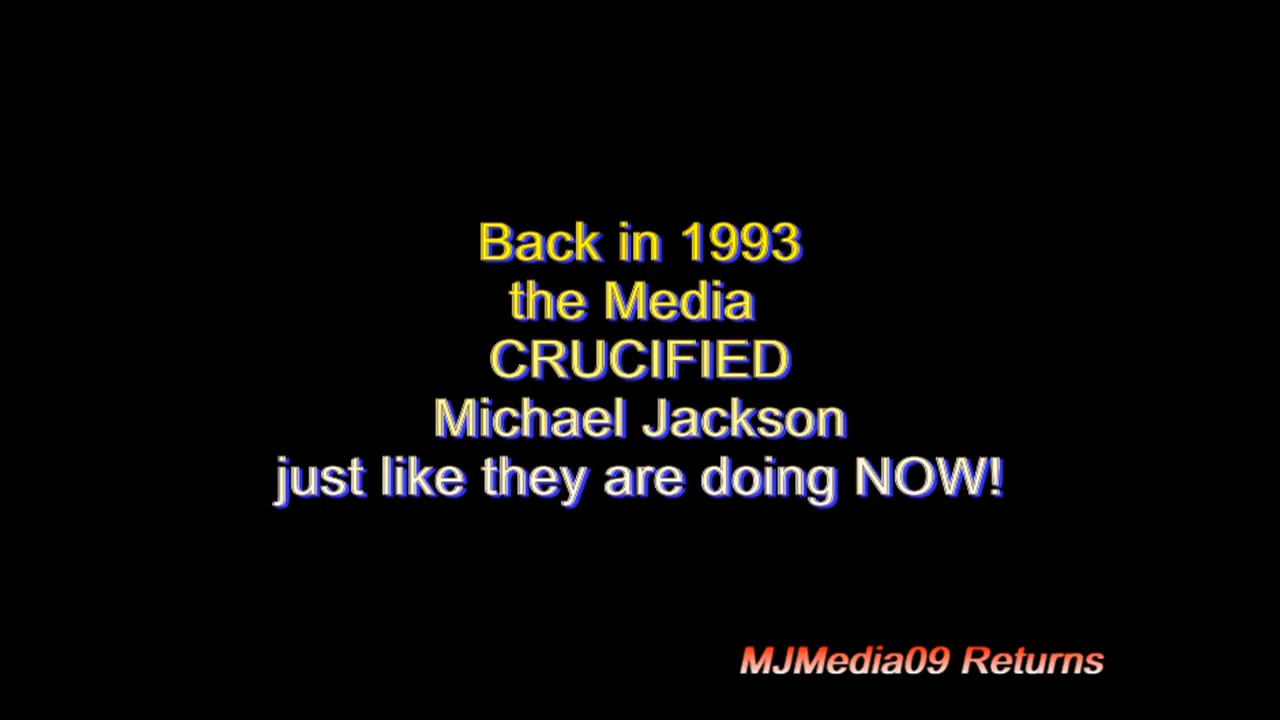 Back in 1993
the Media
CRUCIFIED
Michael Jackson
just like they are doing NOW!
MJMedia09 Returns